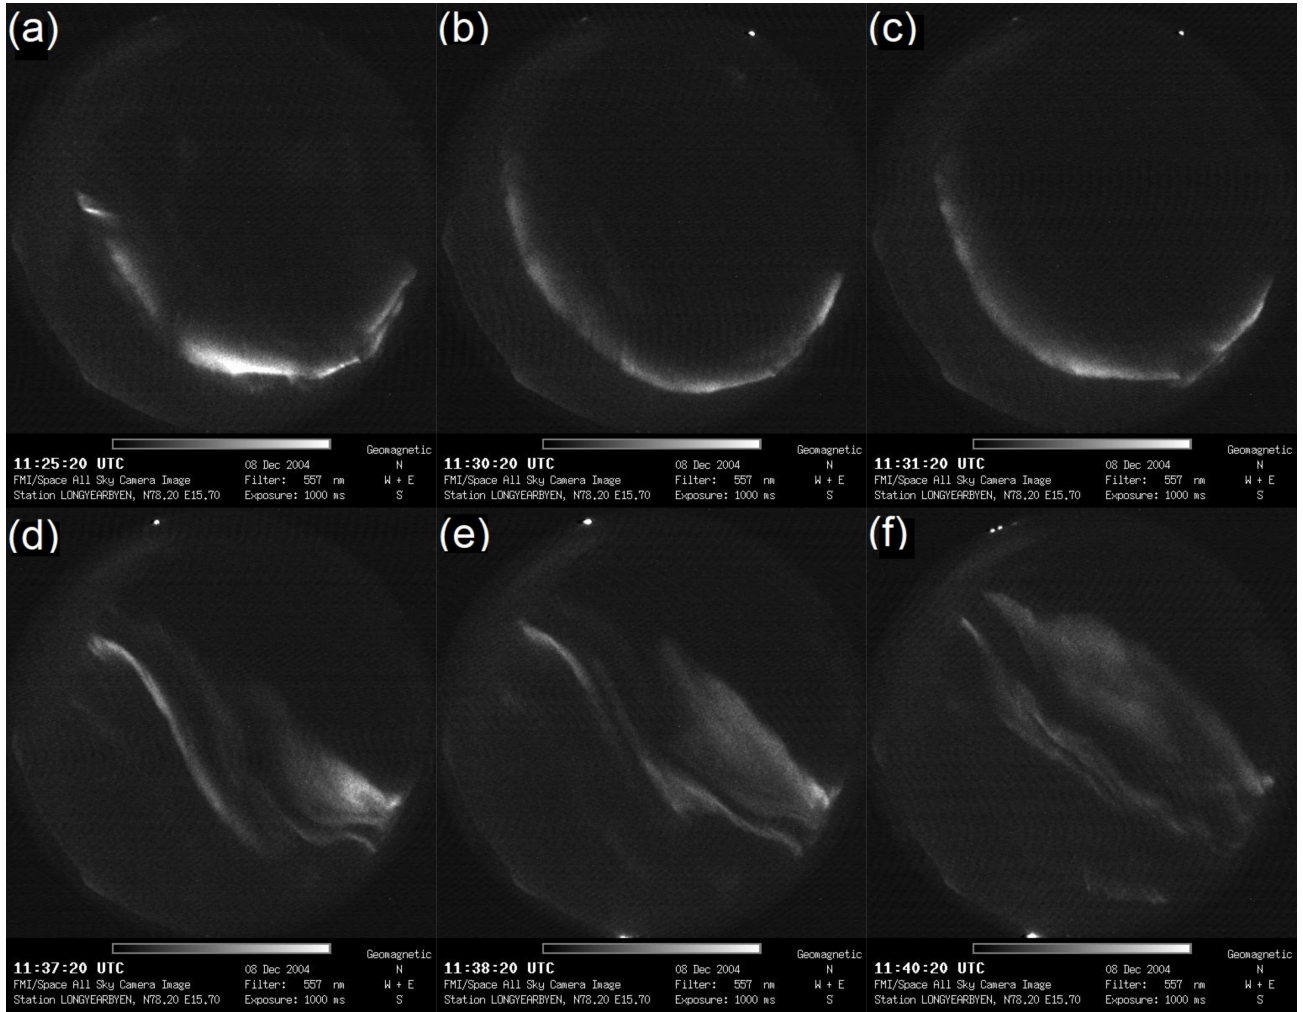 (a)
(b)
(c)
Geomagnetic
11:25:20 UTC 08 Dec 2004 N
FMI/Space All Sky Camera Image Filter: 557 nm W + E
Station LONGYEARBYEN, N78.20 E15.70 Exposure: 1000 ms S
Geomagnetic
11:30:20 UTC 08 Dec 2004 N
FMI/Space All Sky Camera Image Filter: 557 nm W + E
Station LONGYEARBYEN, N78.20 E15.70 Exposure: 1000 ms S
Geomagnetic
11:31:20 UTC 08 Dec 2004 N
FMI/Space All Sky Camera Image Filter: 557 nm W + E
Station LONGYEARBYEN, N78.20 E15.70 Exposure: 1000 ms S
(d)
(e)
(f)
Geomagnetic
11:37:20 UTC 08 Dec 2004 N
FMI/Space All Sky Camera Image Filter: 557 nm W + E
Station LONGYEARBYEN, N78.20 E15.70 Exposure: 1000 ms S
Geomagnetic
11:38:20 UTC 08 Dec 2004 N
FMI/Space All Sky Camera Image Filter: 557 nm W + E
Station LONGYEARBYEN, N78.20 E15.70 Exposure: 1000 ms S
Geomagnetic
11:40:20 UTC 08 Dec 2004 N
FMI/Space All Sky Camera Image Filter: 557 nm W + E
Station LONGYEARBYEN, N78.20 E15.70 Exposure: 1000 ms S